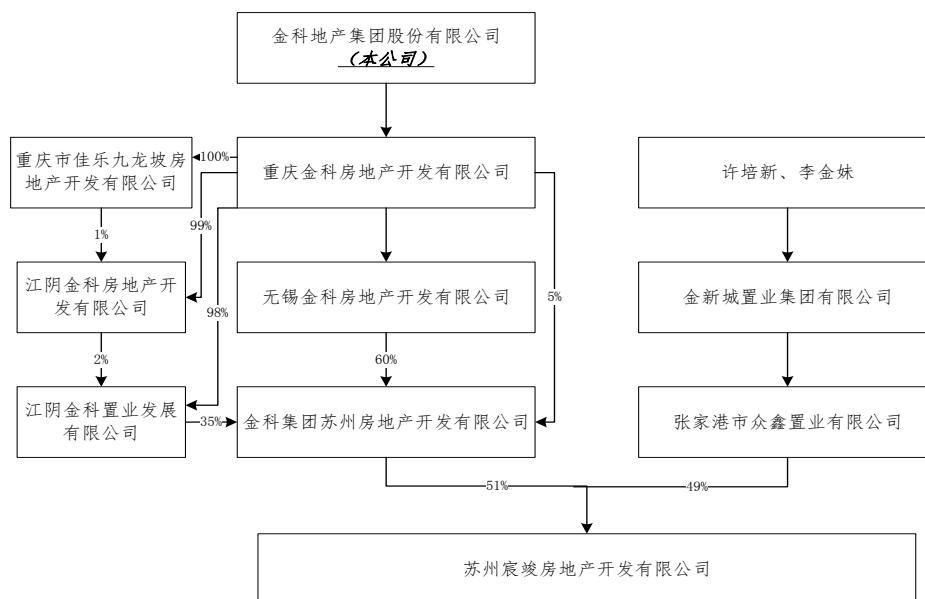 金科地产集团股份有限公司
（本公司）
重庆市佳乐九龙坡房
地产开发有限公司
100%
重庆金科房地产开发有限公司
许培新、李金妹
99%
1%
江阴金科房地产开
发有限公司
98%
无锡金科房地产开发有限公司
5%
金新城置业集团有限公司
2%
60%
江阴金科置业发展
有限公司
35%
金科集团苏州房地产开发有限公司
张家港市众鑫置业有限公司
51%
49%
苏州宸竣房地产开发有限公司